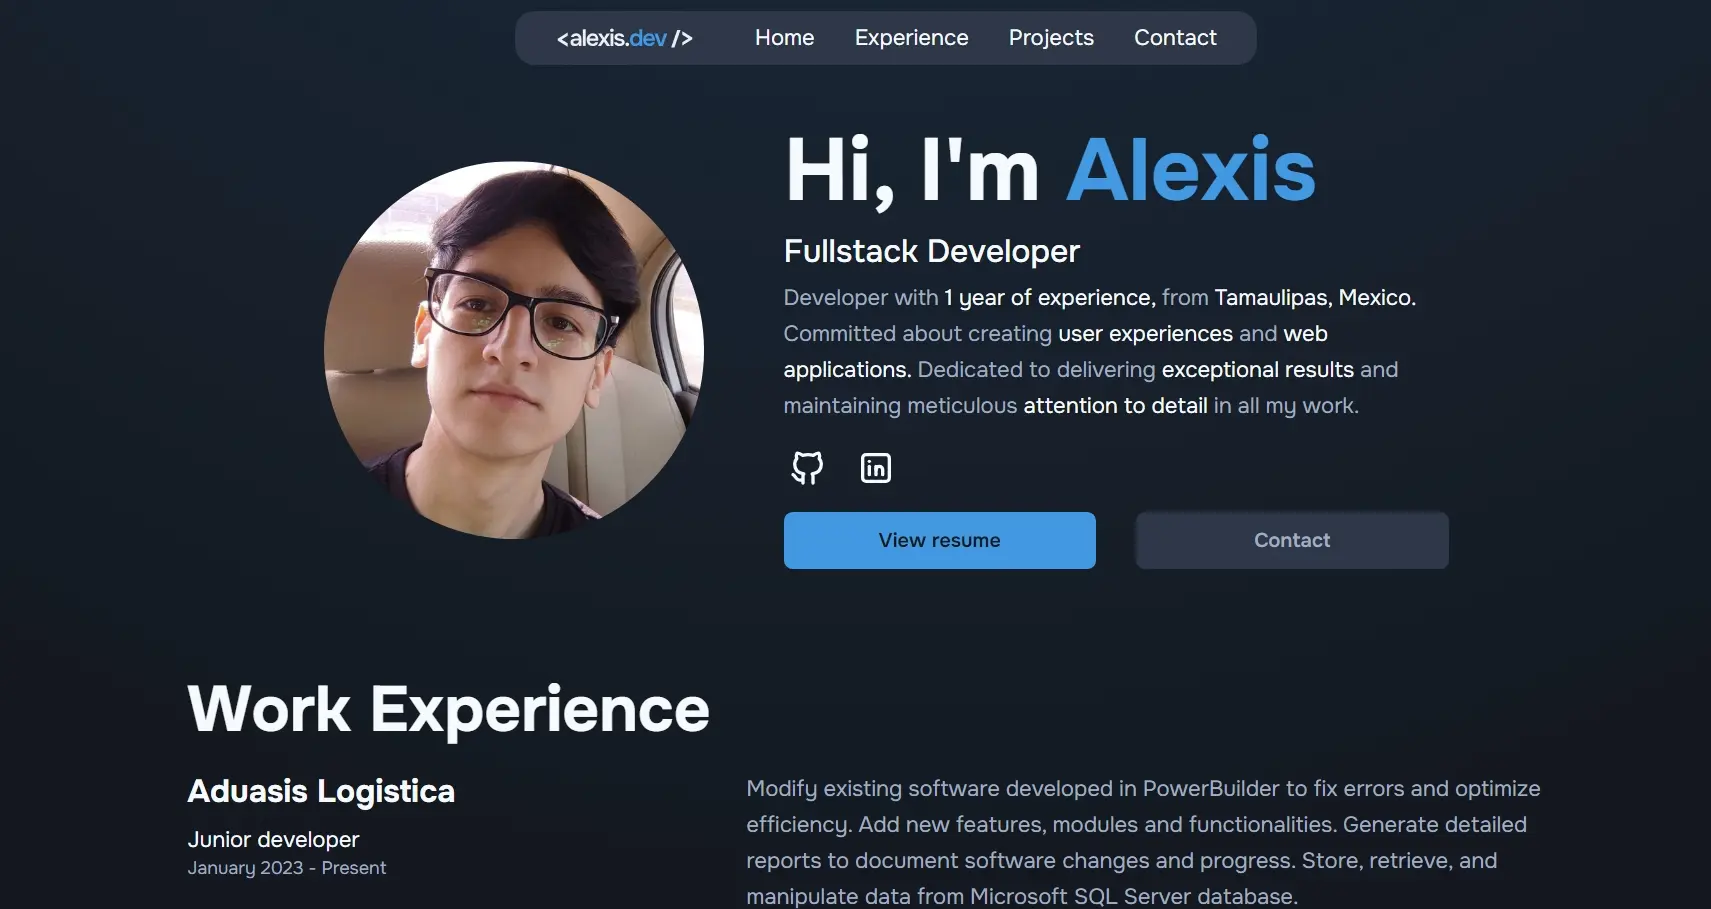 <alexis.dev /> Home Experience Projects Contact
Hi, I'm Alexis
Fullstack Developer
Developer with 1 year of experience, from Tamaulipas, Mexico.
Committed about creating user experiences and web
applications. Dedicated to delivering exceptional results and
maintaining meticulous attention to detail in all my work.
in
View resume Contact
Work Experience
Aduasis Logistica
Junior developer
January 2023 - Present
Modify existing software developed in PowerBuilder to fix errors and optimize
efficiency. Add new features, modules and functionalities. Generate detailed
reports to document software changes and progress. Store, retrieve, and
manipulate data from Microsoft SQL Server database.